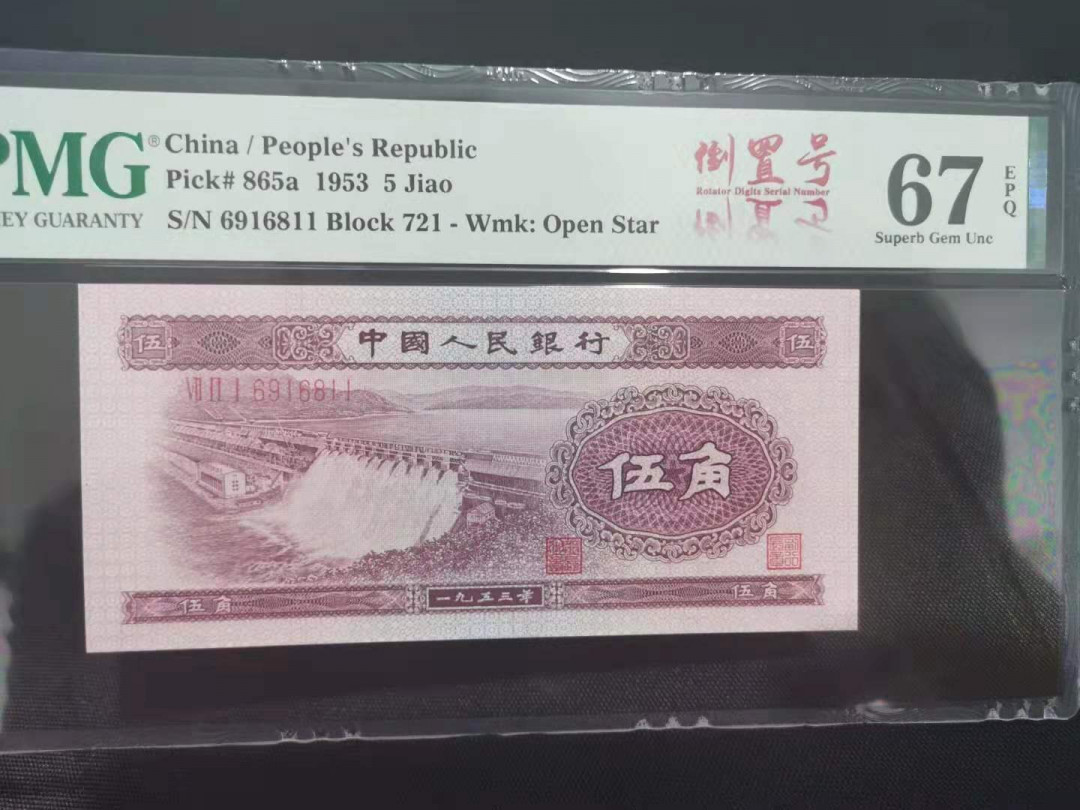 PMG®
EY GUARANTY
China / People's Republic
Pick# 865a 1953 5 Jiao
S/N 6916811 Block 721 - Wmk: Open Star
倒置号
Rotator Digits Serial Number
67
EPQ
Superb Gem Unc
伍
中國人民銀行
伍
VII II I 6916811
伍角
伍角
一九五三年
伍角